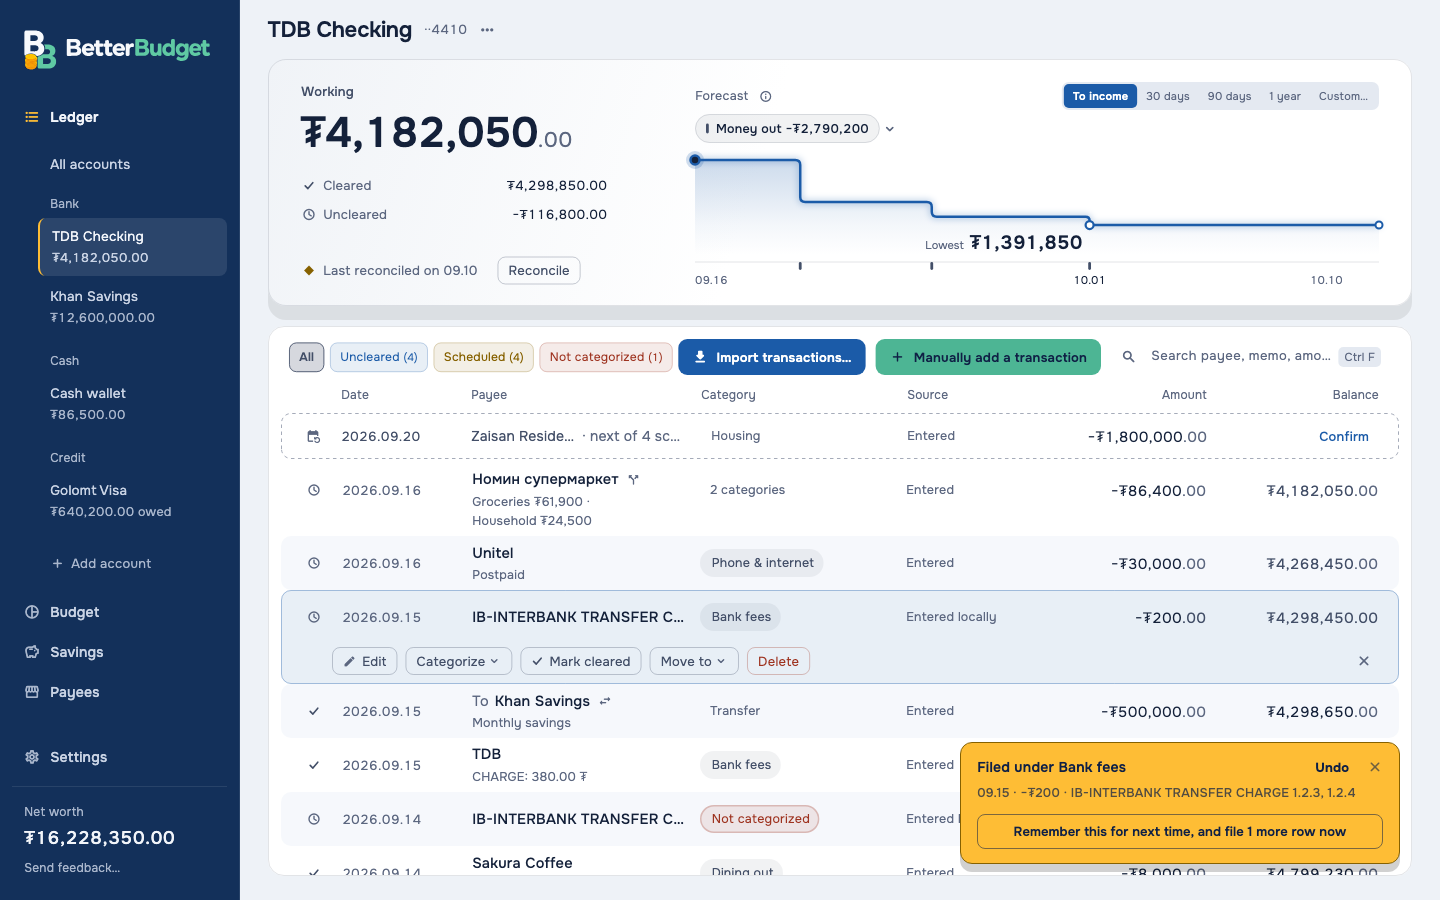 BetterBudget
Ledger
All accounts
Bank
TDB Checking
₮4,182,050.00
Khan Savings
₮12,600,000.00
Cash
Cash wallet
₮86,500.00
Credit
Golomt Visa
₮640,200.00 owed
+ Add account
Budget
Savings
Payees
Settings
Net worth
₮16,228,350.00
Send feedback...
TDB Checking ··4410 •••
Working
₮4,182,050.00
Cleared ₮4,298,850.00
Uncleared -₮116,800.00
Last reconciled on 09.10 Reconcile
Forecast
To income 30 days 90 days 1 year Custom...
Money out -₮2,790,200
Lowest ₮1,391,850
09.16 10.01 10.10
All Uncleared (4) Scheduled (4) Not categorized (1) Import transactions... + Manually add a transaction Search payee, memo, amo... Ctrl F
Date Payee Category Source Amount Balance
2026.09.20 Zaisan Reside... · next of 4 sc... Housing Entered -₮1,800,000.00 Confirm
2026.09.16 Номин супермаркет 2 categories Entered -₮86,400.00 ₮4,182,050.00
Groceries ₮61,900 ·
Household ₮24,500
2026.09.16 Unitel Phone & internet Entered -₮30,000.00 ₮4,268,450.00
Postpaid
2026.09.15 IB-INTERBANK TRANSFER C... Bank fees Entered locally -₮200.00 ₮4,298,450.00
Edit Categorize Mark cleared Move to Delete
2026.09.15 To Khan Savings Transfer Entered -₮500,000.00 ₮4,298,650.00
Monthly savings
2026.09.15 TDB Bank fees Entered
CHARGE: 380.00 ₮
2026.09.14 IB-INTERBANK TRANSFER C... Not categorized Entered
2026.09.14 Sakura Coffee Dining out Entered -₮8,000.00 ₮4,799,230.00
Filed under Bank fees Undo
09.15 · -₮200 · IB-INTERBANK TRANSFER CHARGE 1.2.3, 1.2.4
Remember this for next time, and file 1 more row now